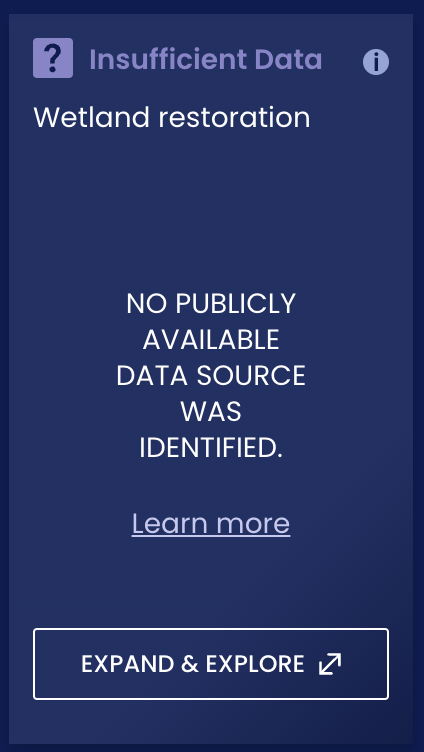 ? Insufficient Data i
Wetland restoration
NO PUBLICLY
AVAILABLE
DATA SOURCE
WAS
IDENTIFIED.
Learn more
EXPAND & EXPLORE